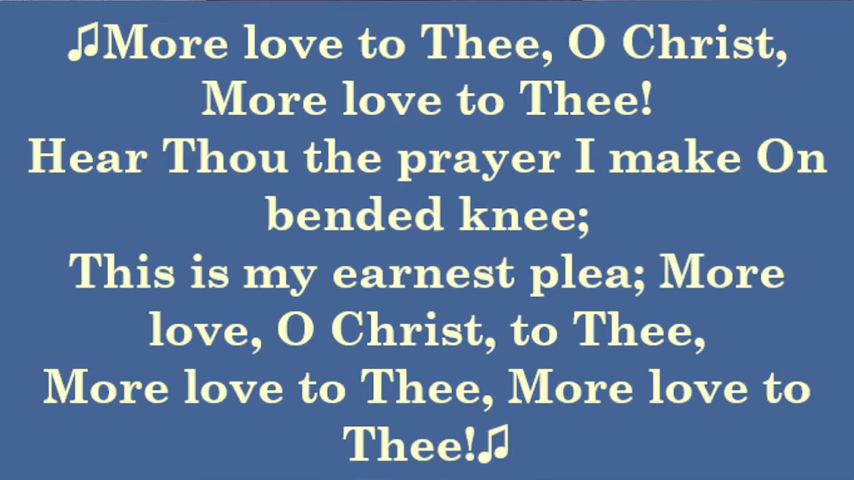 ♫More love to Thee, O Christ,
More love to Thee!
Hear Thou the prayer I make On
bended knee;
This is my earnest plea; More
love, O Christ, to Thee,
More love to Thee, More love to
Thee!♫